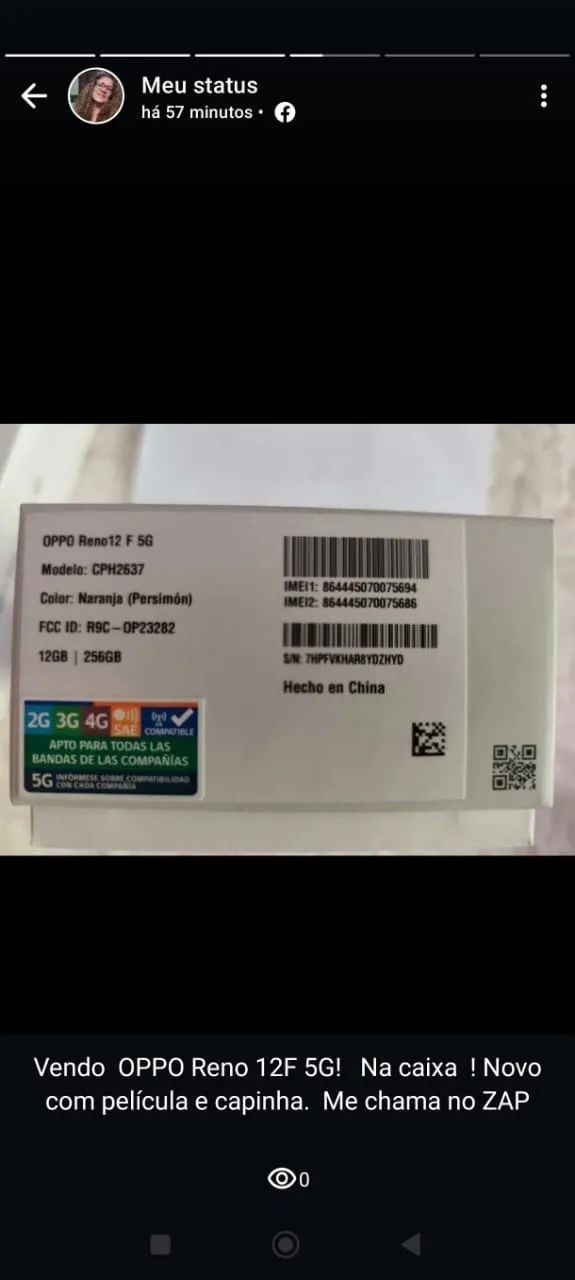 Meu status
há 57 minutos •
OPPO Reno12 F 5G
Modelo: CPH2637
Color: Naranja (Persimón)
FCC ID: R9C-OP23282
12GB | 256GB
IMEI1: 864445070075694
IMEI2: 864445070075686
S/N: 7HPFVKHAR8YDZHYD
Hecho en China
2G 3G 4G SAE COMPATIBLE
APTO PARA TODAS LAS
BANDAS DE LAS COMPAÑÍAS
5G INFÓRMESE SOBRE COMPATIBILIDAD
CON CADA COMPAÑÍA
Vendo OPPO Reno 12F 5G! Na caixa ! Novo
com película e capinha. Me chama no ZAP
0